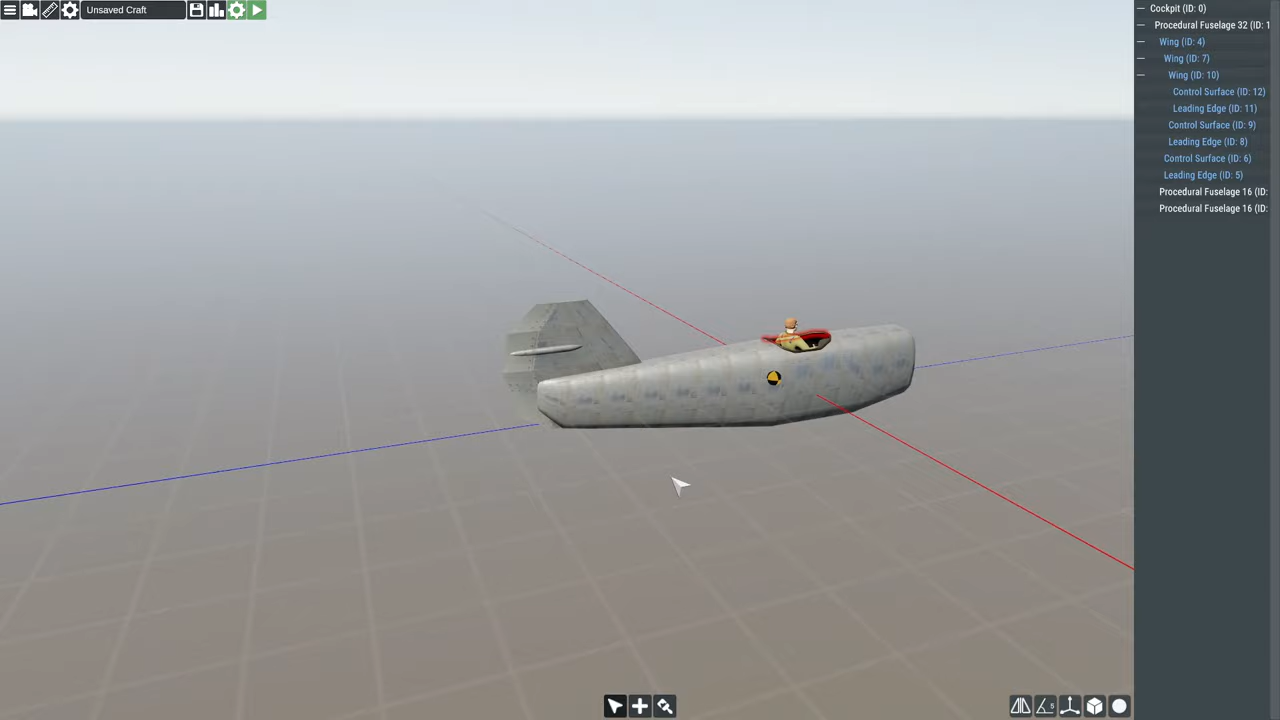 Unsaved Craft
Cockpit (ID: 0)
Procedural Fuselage 32 (ID: 1
Wing (ID: 4)
Wing (ID: 7)
Wing (ID: 10)
Control Surface (ID: 12)
Leading Edge (ID: 11)
Control Surface (ID: 9)
Leading Edge (ID: 8)
Control Surface (ID: 6)
Leading Edge (ID: 5)
Procedural Fuselage 16 (ID:
Procedural Fuselage 16 (ID:
5